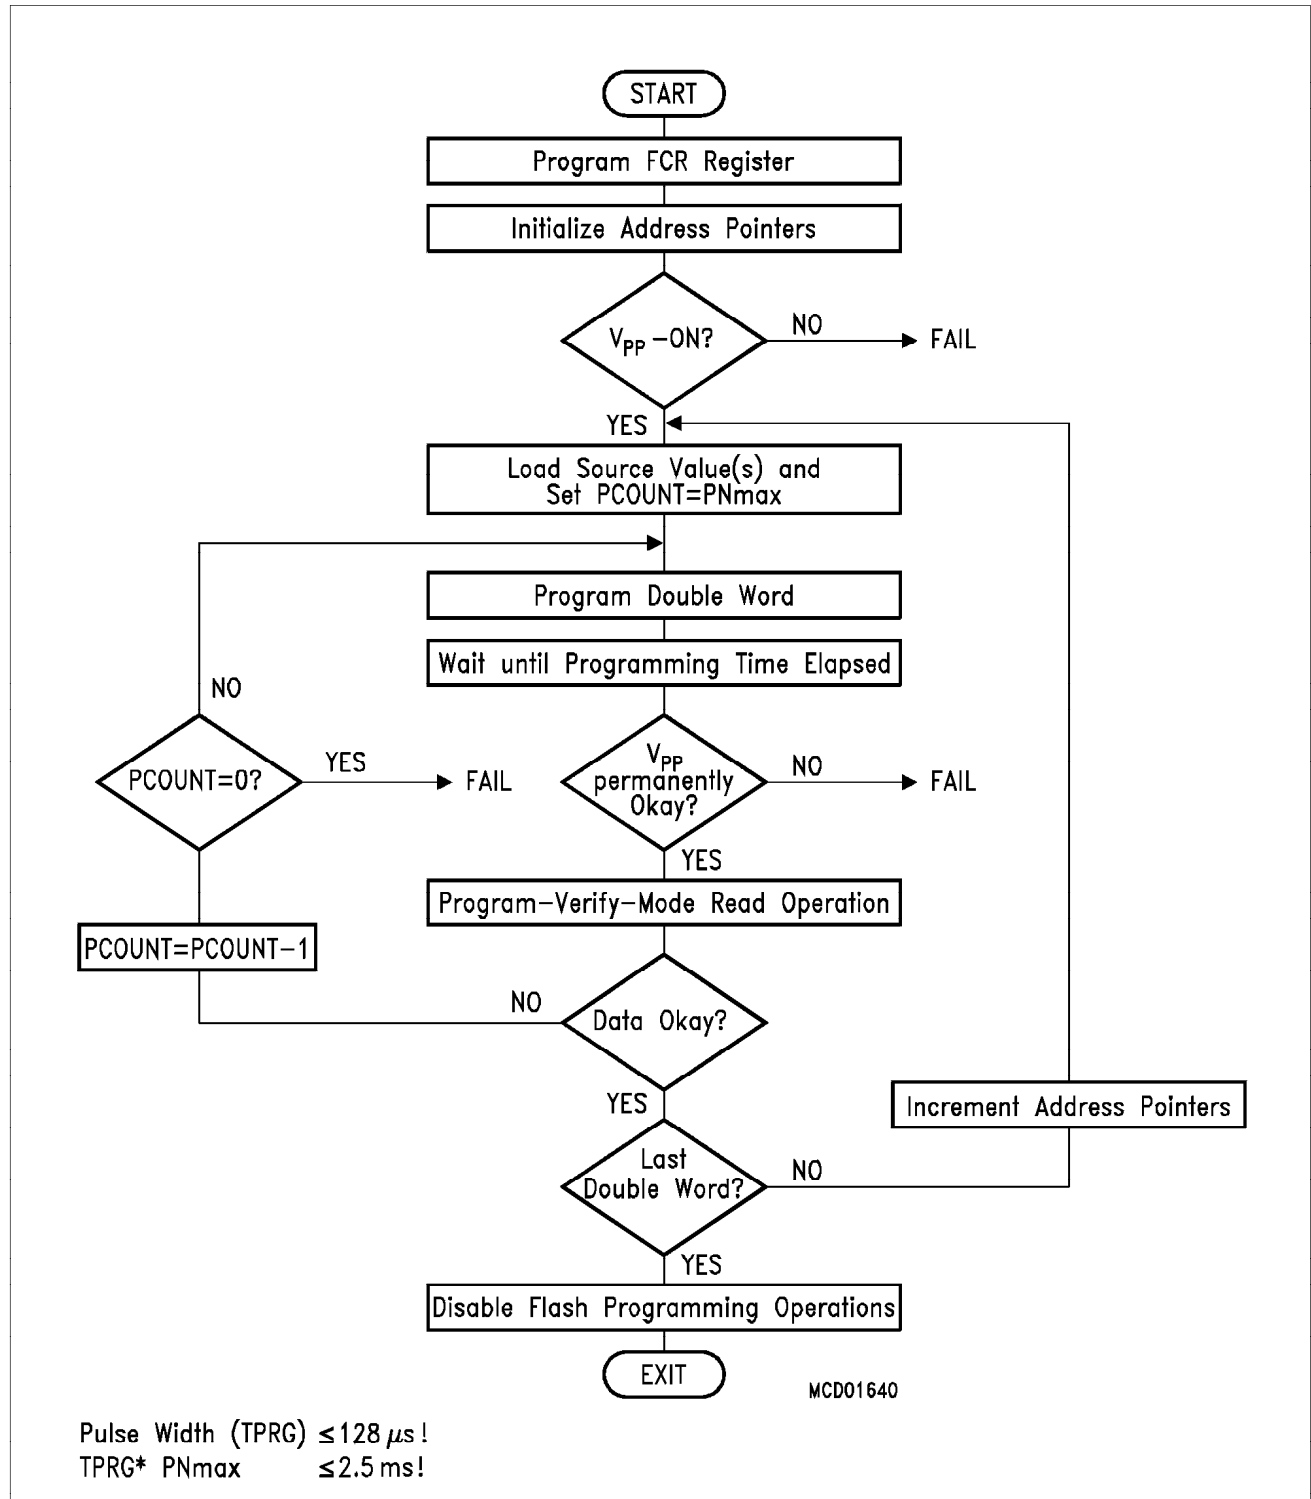 START
Program FCR Register
Initialize Address Pointers
VPP -ON?
NO
FAIL
YES
Load Source Value(s) and
Set PCOUNT=PNmax
Program Double Word
Wait until Programming Time Elapsed
NO
PCOUNT=0?
YES
FAIL
VPP
permanently
Okay?
NO
FAIL
YES
Program-Verify-Mode Read Operation
PCOUNT=PCOUNT-1
NO
Data Okay?
YES
Increment Address Pointers
Last
Double Word?
NO
YES
Disable Flash Programming Operations
EXIT
MCD01640
Pulse Width (TPRG) ≤128 μs!
TPRG* PNmax ≤2.5 ms!